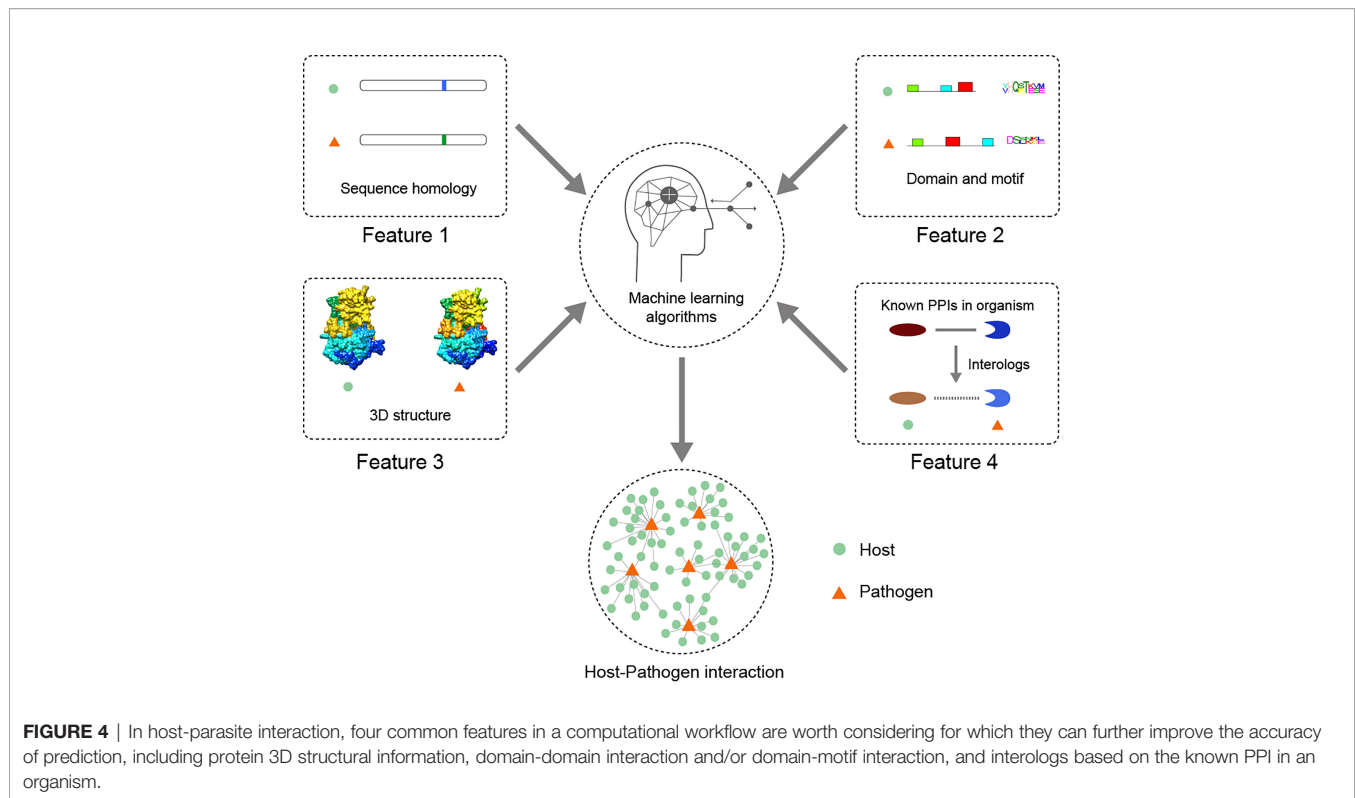 Sequence homology
Feature 1
Domain and motif
Feature 2
Machine learning
algorithms
3D structure
Feature 3
Known PPIs in organism
Interologs
Feature 4
Host
Pathogen
Host-Pathogen interaction
FIGURE 4 | In host-parasite interaction, four common features in a computational workflow are worth considering for which they can further improve the accuracy
of prediction, including protein 3D structural information, domain-domain interaction and/or domain-motif interaction, and interologs based on the known PPI in an
organism.